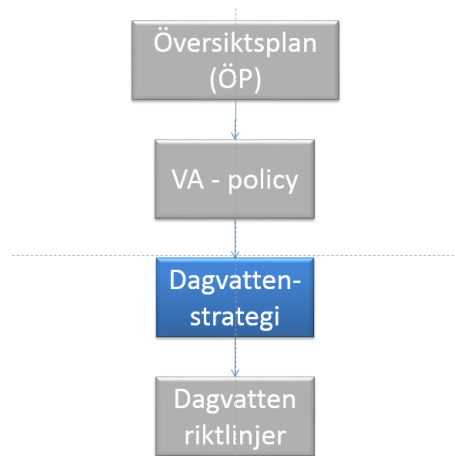 Översiktsplan
(ÖP)
VA - policy
Dagvatten-
strategi
Dagvatten
riktlinjer